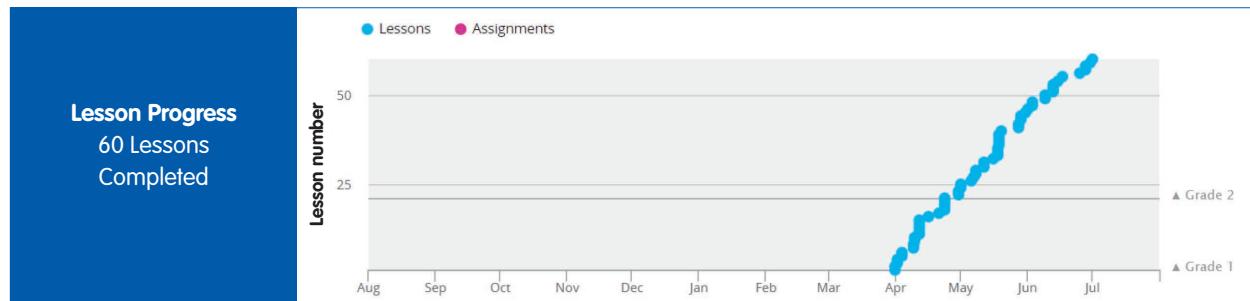 Lesson Progress
60 Lessons
Completed
Lessons Assignments
Lesson number
50
25
▲ Grade 2
▲ Grade 1
Aug Sep Oct Nov Dec Jan Feb Mar Apr May Jun Jul